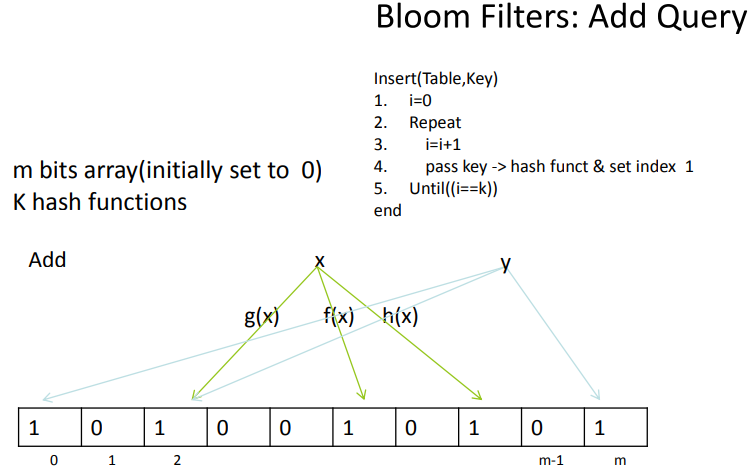 Bloom Filters: Add Query
Insert(Table,Key)
1. i=0
2. Repeat
3. i=i+1
4. pass key -> hash funct & set index 1
5. Until((i==k))
end
m bits array(initially set to 0)
K hash functions
Add
x
y
g(x) f(x) h(x)
1 0 1 0 0 1 0 1 0 1
0 1 2 m-1 m